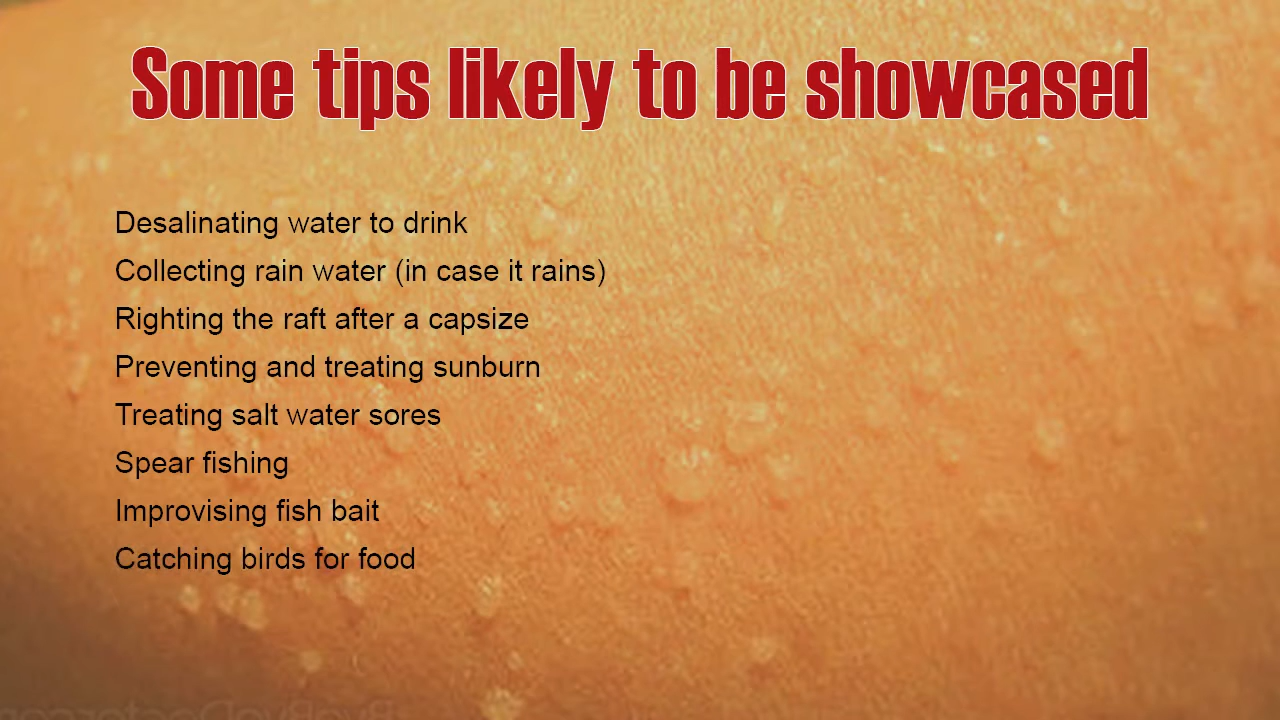 Some tips likely to be showcased
Desalinating water to drink
Collecting rain water (in case it rains)
Righting the raft after a capsize
Preventing and treating sunburn
Treating salt water sores
Spear fishing
Improvising fish bait
Catching birds for food